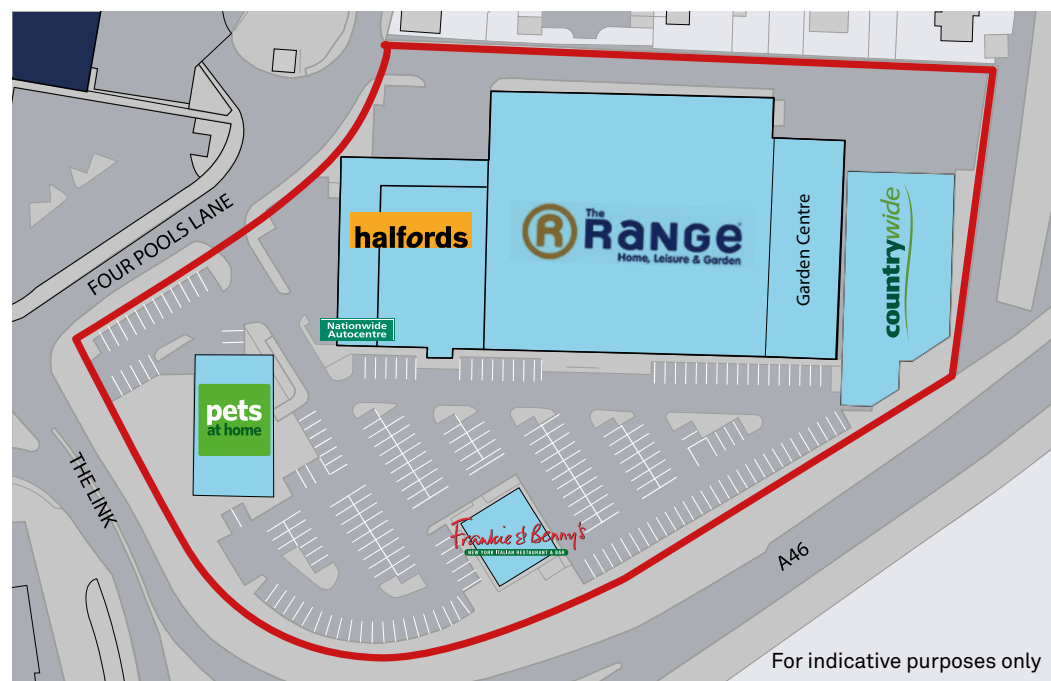 FOUR POOLS LANE
halfords
Nationwide
Autocentre
The
RANGE
Home, Leisure & Garden
Garden Centre
countrywide
pets
at home
THE LINK
Frankie & Benny's
NEW YORK ITALIAN RESTAURANT & BAR
A46
For indicative purposes only